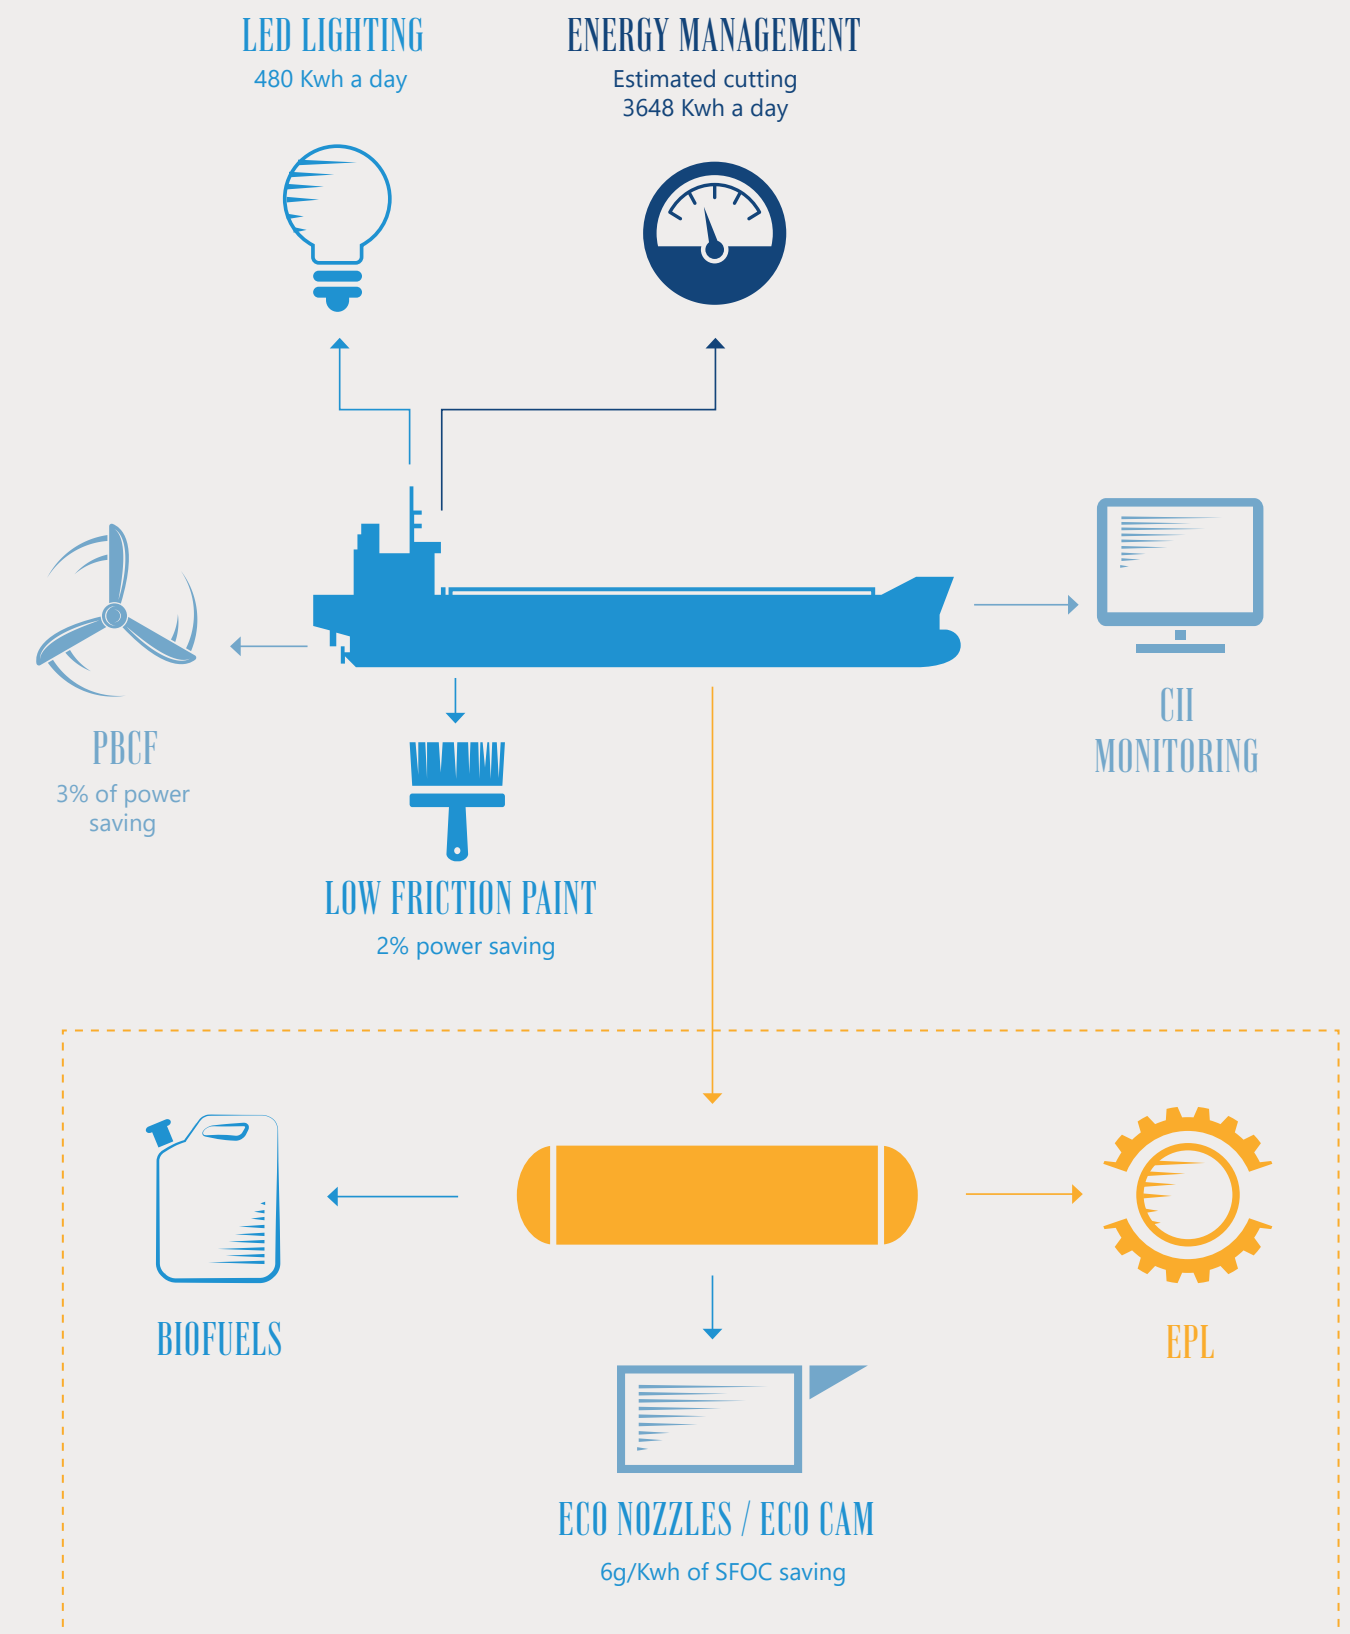 LED LIGHTING
480 Kwh a day
ENERGY MANAGEMENT
Estimated cutting
3648 Kwh a day
CII
MONITORING
PBCF
3% of power
saving
LOW FRICTION PAINT
2% power saving
BIOFUELS
EPL
ECO NOZZLES / ECO CAM
6g/Kwh of SFOC saving